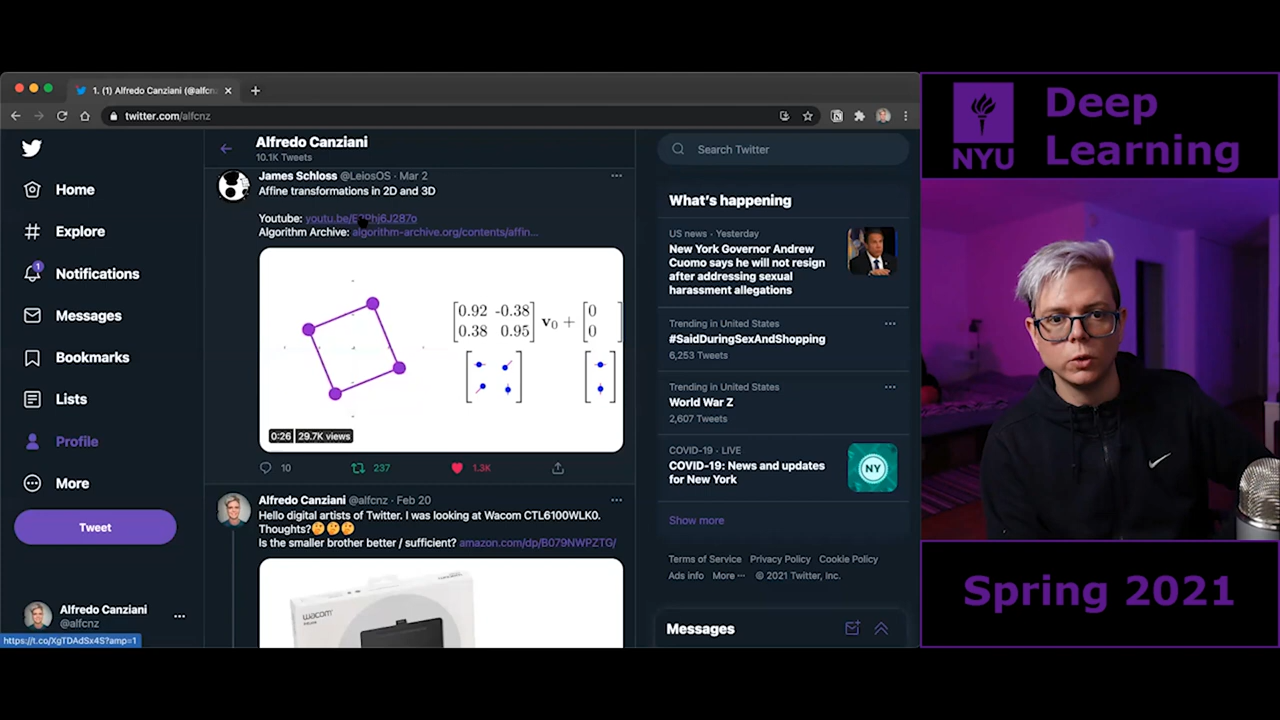 1. (1) Alfredo Canziani (@alfcnz
twitter.com/alfcnz
Home
Explore
1
Notifications
Messages
Bookmarks
Lists
Profile
More
Tweet
Alfredo Canziani
@alfcnz
https://t.co/XgTDAdSx4S?amp=1
Alfredo Canziani
10.1K Tweets
James Schloss @LeiosOS · Mar 2
Affine transformations in 2D and 3D
Youtube:
Algorithm Archive: algorithm-archive.org/contents/affin...
[0.92 -0.38] v₀ + [0
[0.38 0.95] [0
0:26 29.7K views
10 237 1.3K
Alfredo Canziani @alfcnz · Feb 20
Hello digital artists of Twitter. I was looking at Wacom CTL6100WLK0.
Thoughts?🤔🤔🤔
Is the smaller brother better / sufficient? amazon.com/dp/B079NWPZTG/
wacom
Search Twitter
What's happening
US news · Yesterday
New York Governor Andrew
Cuomo says he will not resign
after addressing sexual
harassment allegations
Trending in United States
#SaidDuringSexAndShopping
6,253 Tweets
Trending in United States
World War Z
2,607 Tweets
COVID-19 · LIVE
COVID-19: News and updates
for New York
NY
Show more
Terms of Service Privacy Policy Cookie Policy
Ads info More ··· © 2021 Twitter, Inc.
Messages
NYU
Deep
Learning
Spring 2021